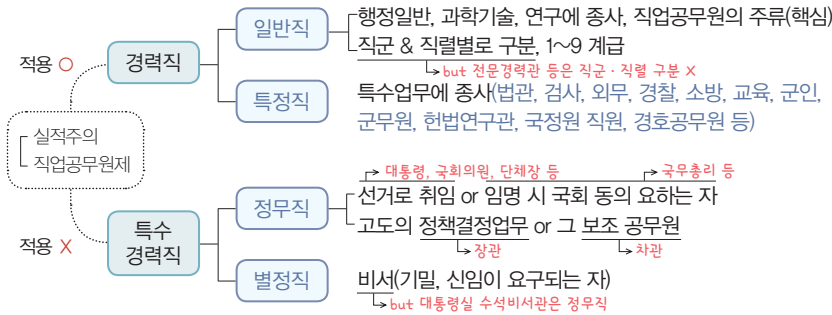 적용 ○
경력직
일반직
행정일반, 과학기술, 연구에 종사, 직업공무원의 주류(핵심)
직군 & 직렬별로 구분, 1~9 계급
but 전문경력관 등은 직군·직렬 구분 X
특정직
특수업무에 종사(법관, 검사, 외무, 경찰, 소방, 교육, 군인,
군무원, 헌법연구관, 국정원 직원, 경호공무원 등)
실적주의
직업공무원제
적용 X
특수
경력직
정무직
대통령, 국회의원, 단체장 등
국무총리 등
선거로 취임 or 임명 시 국회 동의 요하는 자
고도의 정책결정업무 or 그 보조 공무원
장관
차관
별정직
비서(기밀, 신임이 요구되는 자)
but 대통령실 수석비서관은 정무직